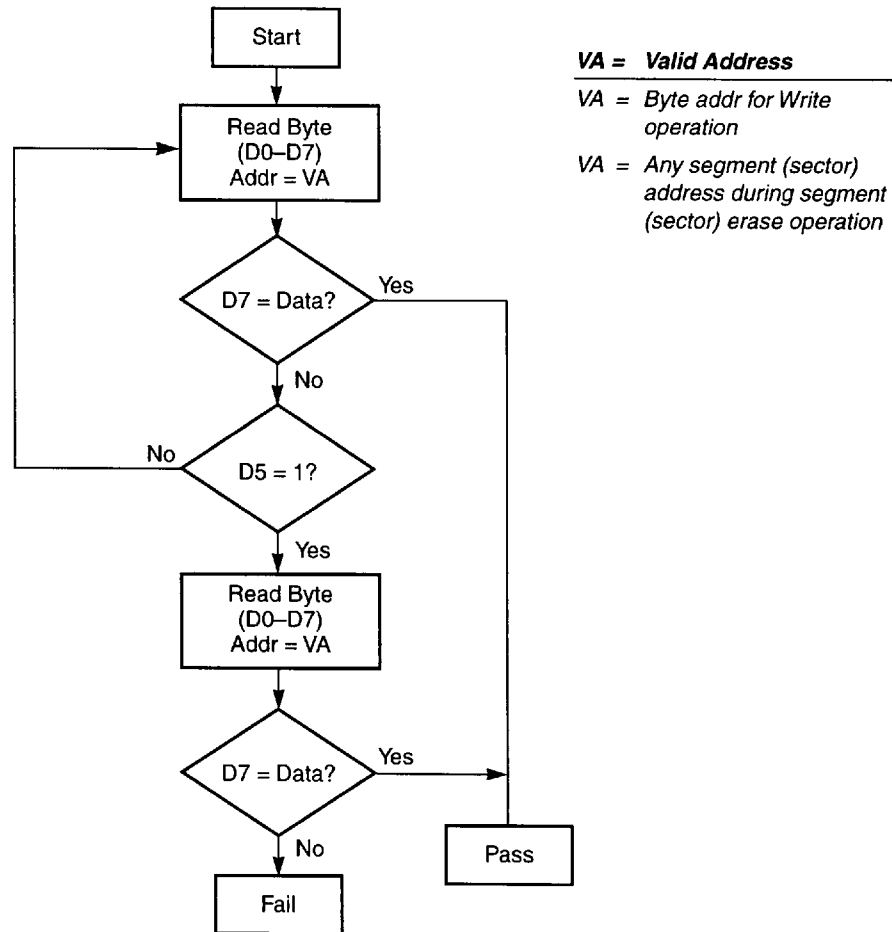 Start
VA = Valid Address
VA = Byte addr for Write
operation
VA = Any segment (sector)
address during segment
(sector) erase operation
Read Byte
(D0–D7)
Addr = VA
D7 = Data?
Yes
No
No
D5 = 1?
Yes
Read Byte
(D0–D7)
Addr = VA
D7 = Data?
Yes
No
Pass
Fail